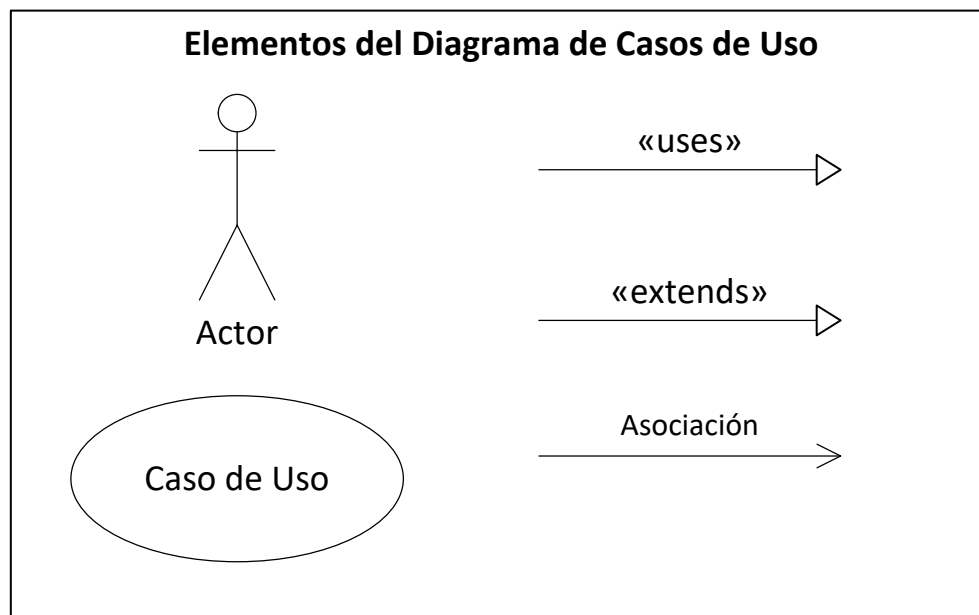 Elementos del Diagrama de Casos de Uso
«uses»
«extends»
Actor
Asociación
Caso de Uso